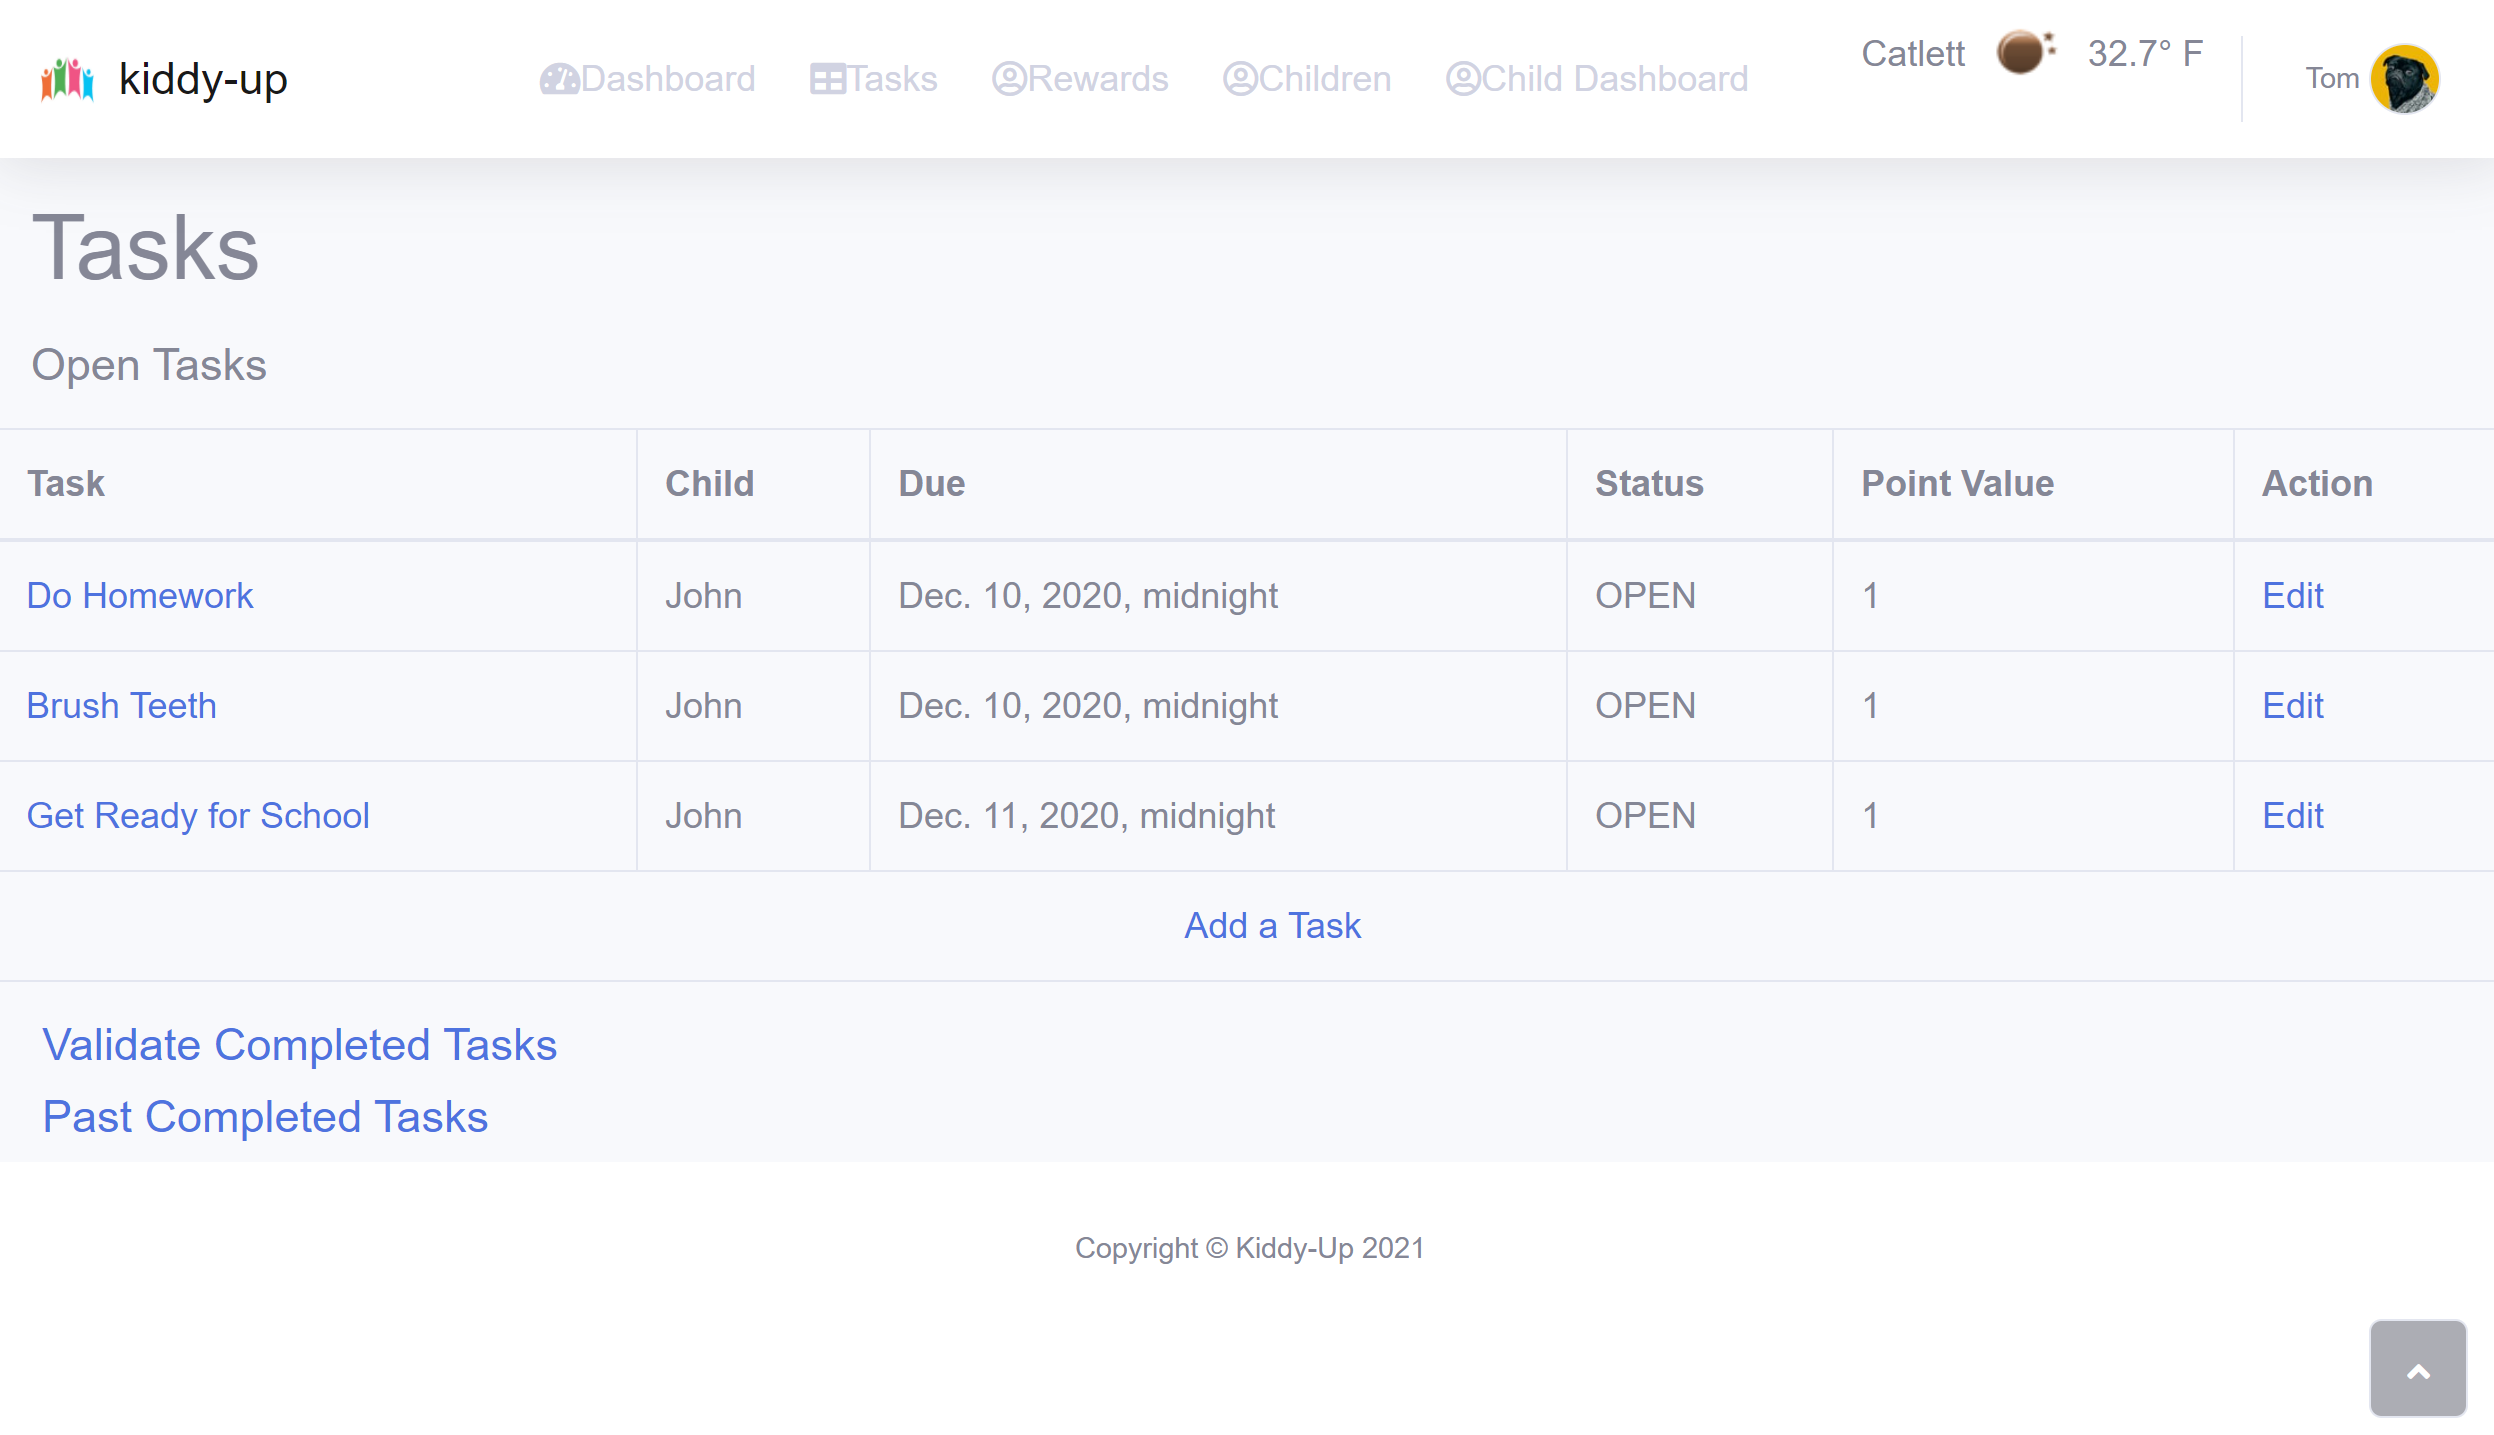 kiddy-up Dashboard Tasks Rewards Children Child Dashboard Catlett 32.7° F Tom
Tasks
Open Tasks
Task Child Due Status Point Value Action
Do Homework John Dec. 10, 2020, midnight OPEN 1 Edit
Brush Teeth John Dec. 10, 2020, midnight OPEN 1 Edit
Get Ready for School John Dec. 11, 2020, midnight OPEN 1 Edit
Add a Task
Validate Completed Tasks
Past Completed Tasks
Copyright © Kiddy-Up 2021